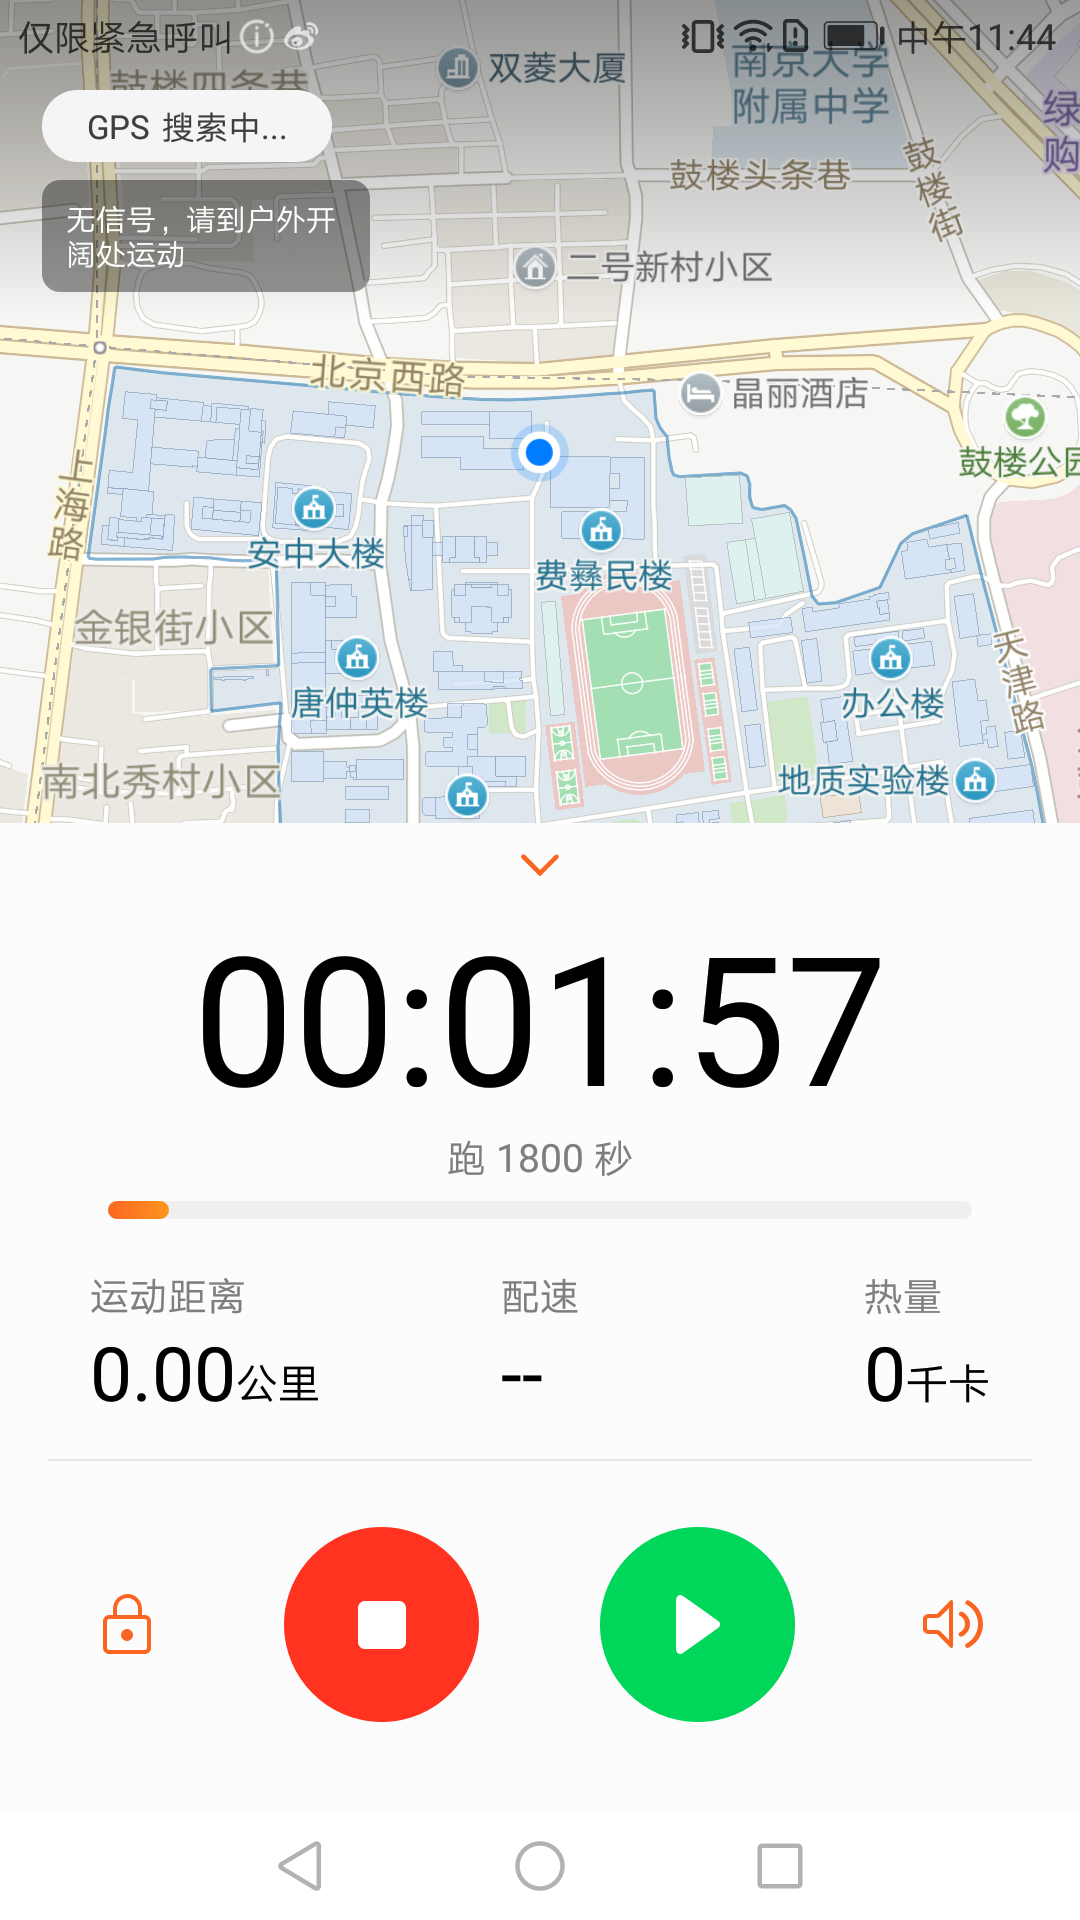 仅限紧急呼叫
中午11:44
鼓楼四条巷
双菱大厦
南京大学
附属中学
绿
购
GPS 搜索中...
鼓楼头条巷
鼓楼街
无信号，请到户外开
阔处运动
二号新村小区
北京西路
晶丽酒店
鼓楼公园
上海路
安中大楼
费彝民楼
金银街小区
唐仲英楼
办公楼
天津路
南北秀村小区
地质实验楼
00:01:57
跑 1800 秒
运动距离
配速
热量
0.00公里
--
0千卡